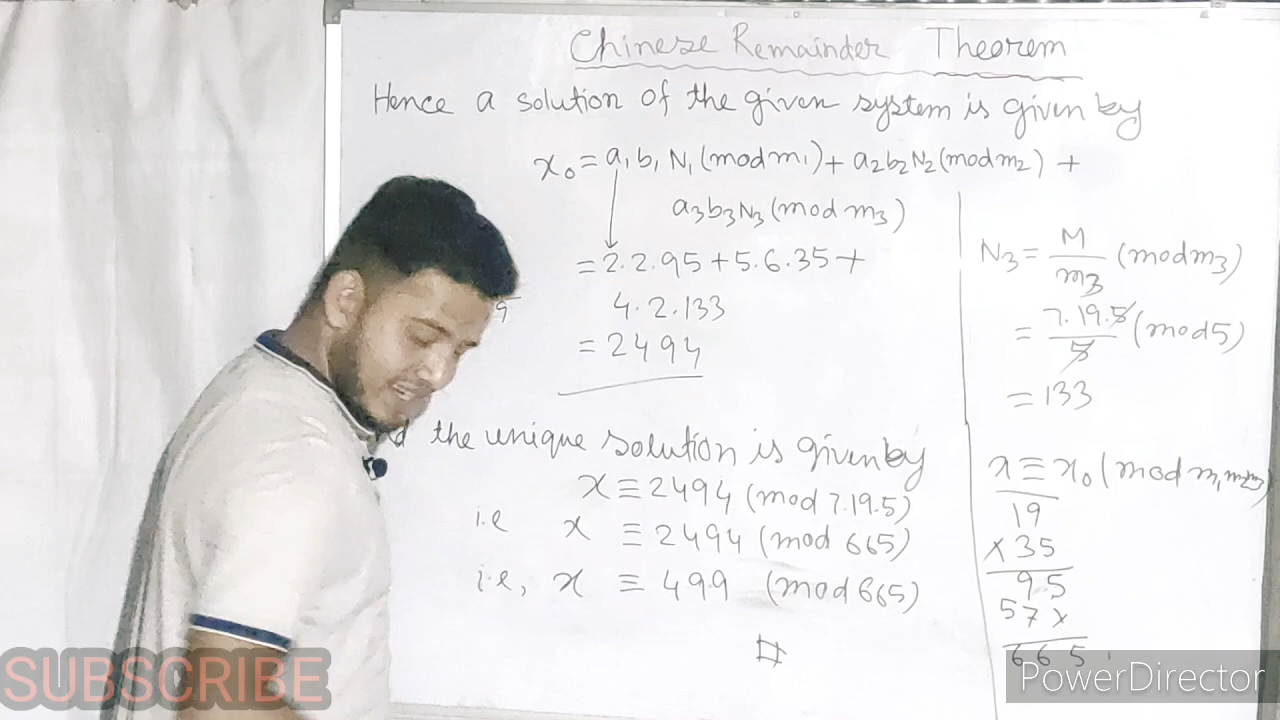 Chinese Remainder Theorem
Hence a solution of the given system is given by
x₀ = a₁b₁N₁(mod m₁) + a₂b₂N₂(mod m₂) +
a₃b₃N₃(mod m₃)
= 2.2.95 + 5.6.35 +
4.2.133
= 2494
the unique solution is given by
x ≡ 2494 (mod 7.19.5)
i.e x ≡ 2494 (mod 665)
i.e, x ≡ 499 (mod 665)
#
N₃ = M/m₃ (mod m₃)
= 7.19.5/5 (mod 5)
= 133
x ≡ x₀ (mod m₁m₂m₃)
19
×35
95
57×
665
SUBSCRIBE
PowerDirector